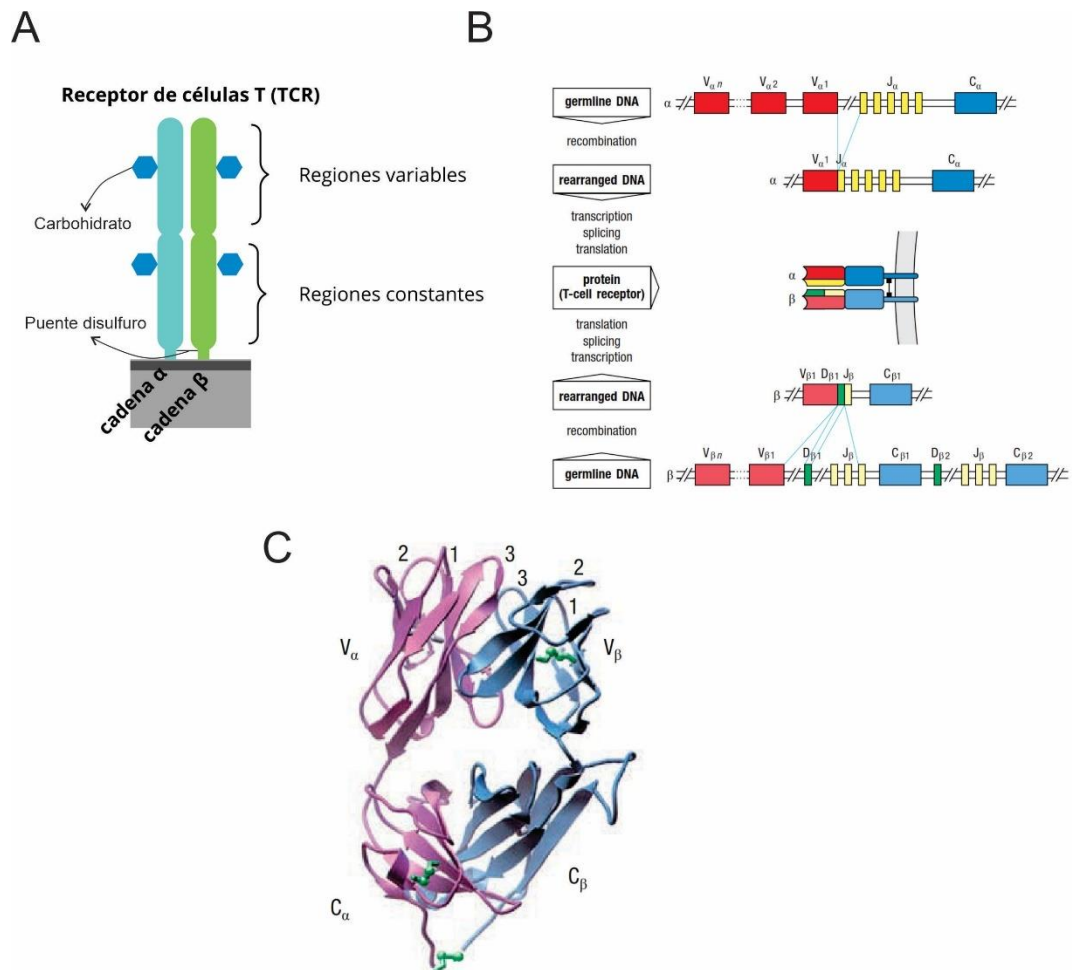 A
Receptor de células T (TCR)
Regiones variables
Carbohidrato
Regiones constantes
Puente disulfuro
cadena α
cadena β
B
Vαn Vα2 Vα1 Jα Cα
germline DNA α
recombination
Vα1 Jα Cα
rearranged DNA α
transcription
splicing
translation
protein
(T-cell receptor)
α
β
translation
splicing
transcription
Vβ1 Dβ1 Jβ Cβ1
rearranged DNA β
recombination
Vβn Vβ1 Dβ1 Jβ Cβ1 Dβ2 Jβ Cβ2
germline DNA β
C
2 1 3
3 2
1
Vα Vβ
Cα Cβ